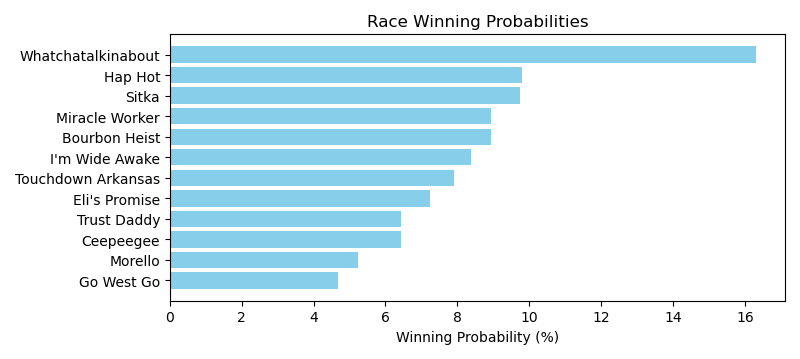 Race Winning Probabilities
Whatchatalkinabout
Hap Hot
Sitka
Miracle Worker
Bourbon Heist
I'm Wide Awake
Touchdown Arkansas
Eli's Promise
Trust Daddy
Ceepeegee
Morello
Go West Go
0 2 4 6 8 10 12 14 16
Winning Probability (%)